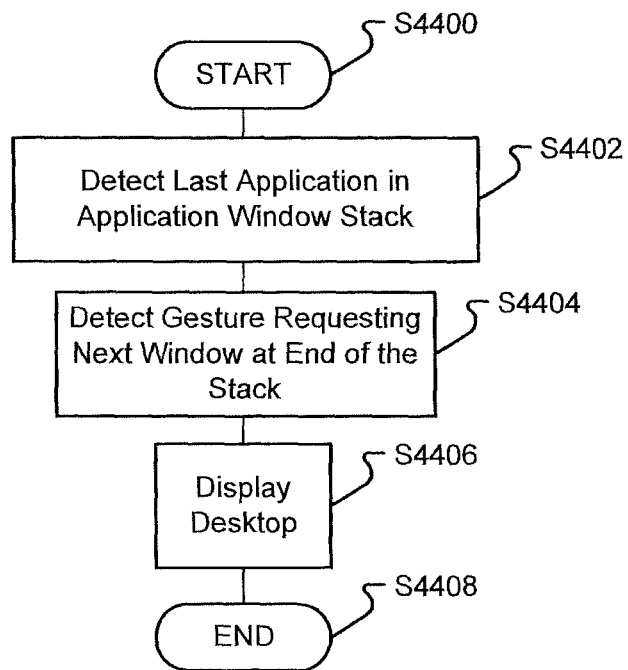 S4400
START
S4402
Detect Last Application in
Application Window Stack
S4404
Detect Gesture Requesting
Next Window at End of the
Stack
S4406
Display
Desktop
S4408
END